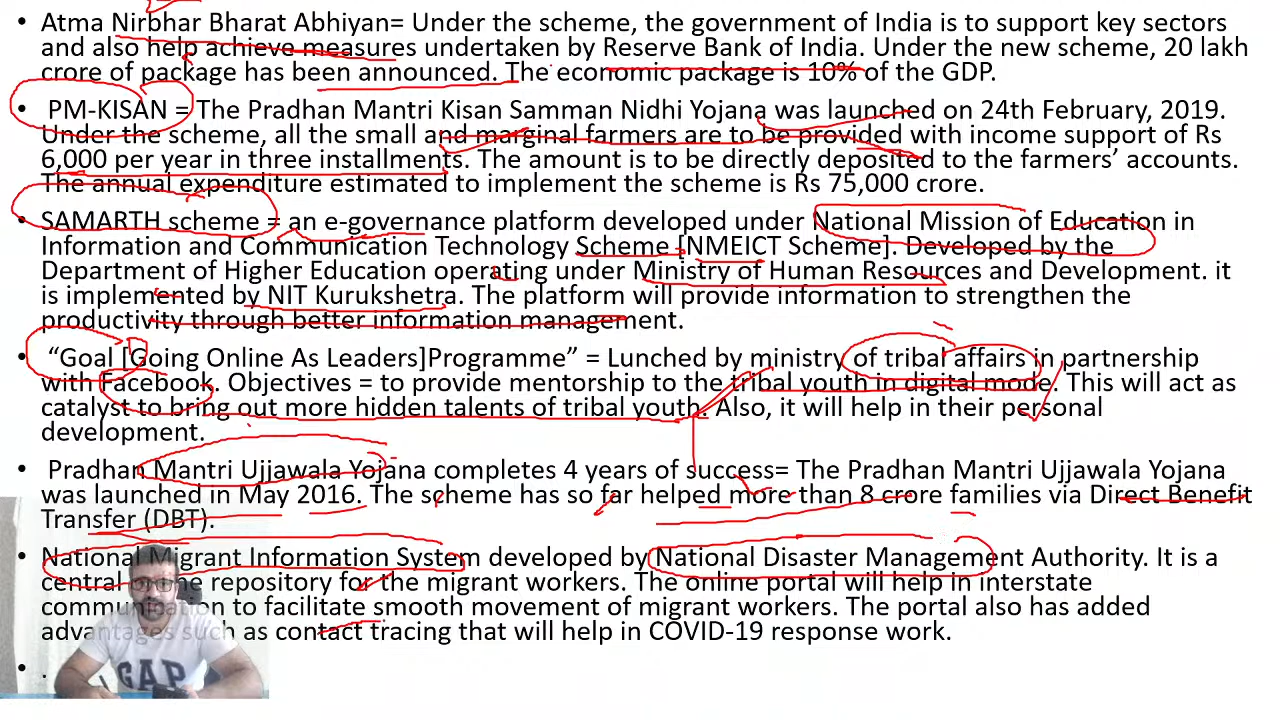 • Atma Nirbhar Bharat Abhiyan= Under the scheme, the government of India is to support key sectors
and also help achieve measures undertaken by Reserve Bank of India. Under the new scheme, 20 lakh
crore of package has been announced. The economic package is 10% of the GDP.
• PM-KISAN = The Pradhan Mantri Kisan Samman Nidhi Yojana was launched on 24th February, 2019.
Under the scheme, all the small and marginal farmers are to be provided with income support of Rs
6,000 per year in three installments. The amount is to be directly deposited to the farmers’ accounts.
The annual expenditure estimated to implement the scheme is Rs 75,000 crore.
• SAMARTH scheme = an e-governance platform developed under National Mission of Education in
Information and Communication Technology Scheme [NMEICT Scheme]. Developed by the
Department of Higher Education operating under Ministry of Human Resources and Development. it
is implemented by NIT Kurukshetra. The platform will provide information to strengthen the
productivity through better information management.
• “Goal [Going Online As Leaders]Programme” = Lunched by ministry of tribal affairs in partnership
with Facebook. Objectives = to provide mentorship to the tribal youth in digital mode. This will act as
catalyst to bring out more hidden talents of tribal youth. Also, it will help in their personal
development.
• Pradhan Mantri Ujjawala Yojana completes 4 years of success= The Pradhan Mantri Ujjawala Yojana
was launched in May 2016. The scheme has so far helped more than 8 crore families via Direct Benefit
Transfer (DBT).
• National Migrant Information System developed by National Disaster Management Authority. It is a
central repository for the migrant workers. The online portal will help in interstate
communication to facilitate smooth movement of migrant workers. The portal also has added
advantages such as contact tracing that will help in COVID-19 response work.
• .
GAP